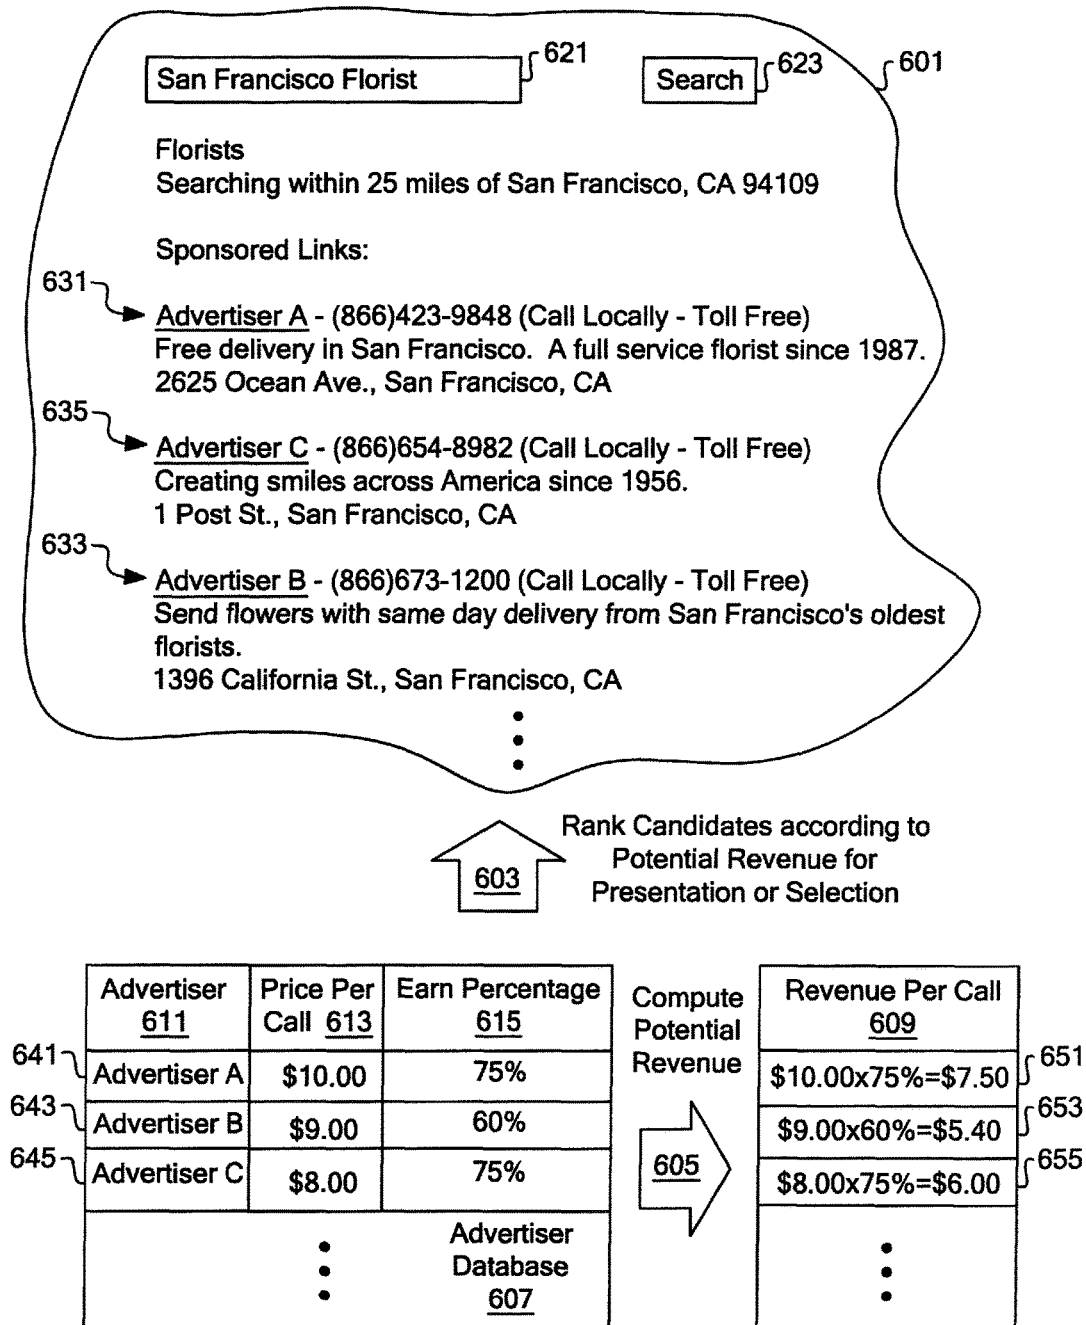 621
623
601
San Francisco Florist
Search
Florists
Searching within 25 miles of San Francisco, CA 94109
Sponsored Links:
631
Advertiser A - (866)423-9848 (Call Locally - Toll Free)
Free delivery in San Francisco.  A full service florist since 1987.
2625 Ocean Ave., San Francisco, CA
635
Advertiser C - (866)654-8982 (Call Locally - Toll Free)
Creating smiles across America since 1956.
1 Post St., San Francisco, CA
633
Advertiser B - (866)673-1200 (Call Locally - Toll Free)
Send flowers with same day delivery from San Francisco's oldest
florists.
1396 California St., San Francisco, CA
603
Rank Candidates according to
Potential Revenue for
Presentation or Selection
Advertiser
611
Price Per
Call 613
Earn Percentage
615
641
Advertiser A
$10.00
75%
643
Advertiser B
$9.00
60%
645
Advertiser C
$8.00
75%
Advertiser
Database
607
Compute
Potential
Revenue
605
Revenue Per Call
609
$10.00x75%=$7.50
651
$9.00x60%=$5.40
653
$8.00x75%=$6.00
655